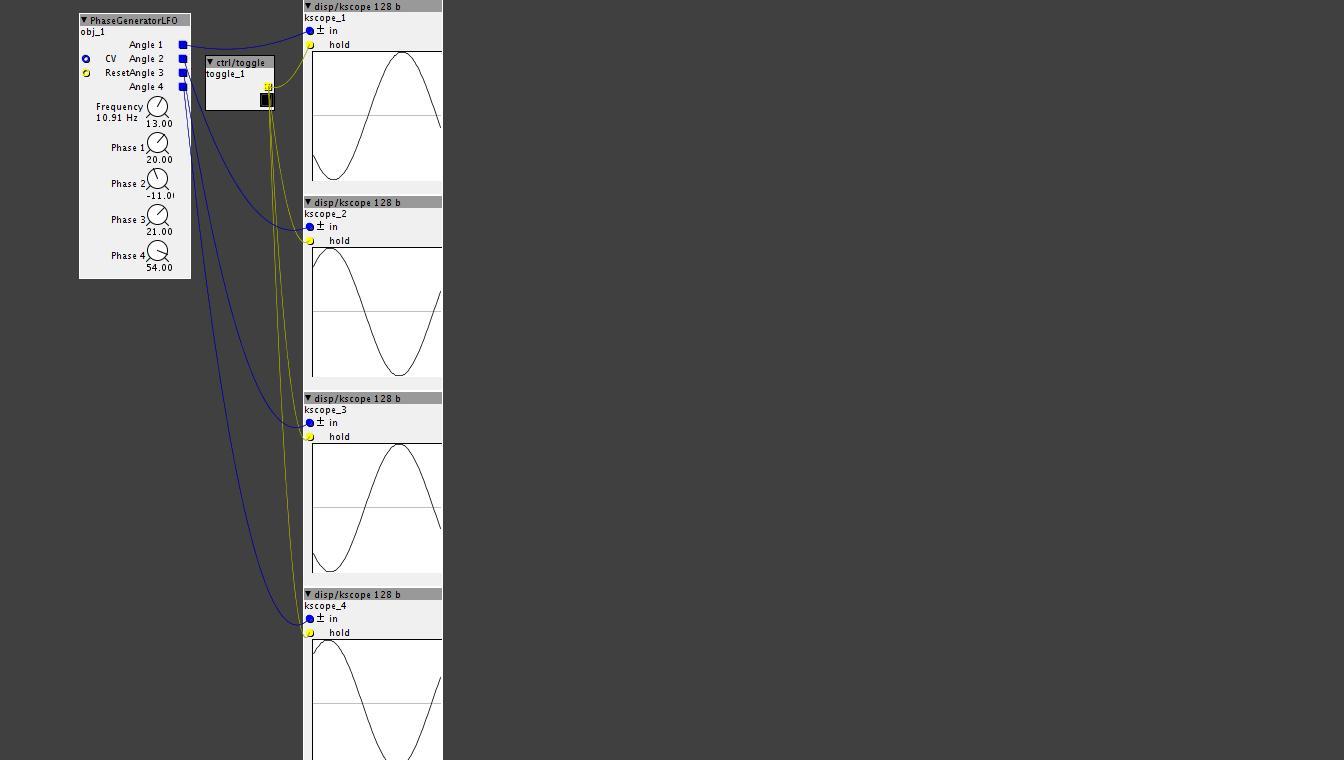 PhaseGeneratorLFO
obj_1
Angle 1
CV Angle 2
Reset Angle 3
Angle 4
Frequency
10.91 Hz
13.00
Phase 1
20.00
Phase 2
-11.0
Phase 3
21.00
Phase 4
54.00
ctrl/toggle
toggle_1
disp/kscope 128 b
kscope_1
± in
hold
disp/kscope 128 b
kscope_2
± in
hold
disp/kscope 128 b
kscope_3
± in
hold
disp/kscope 128 b
kscope_4
± in
hold